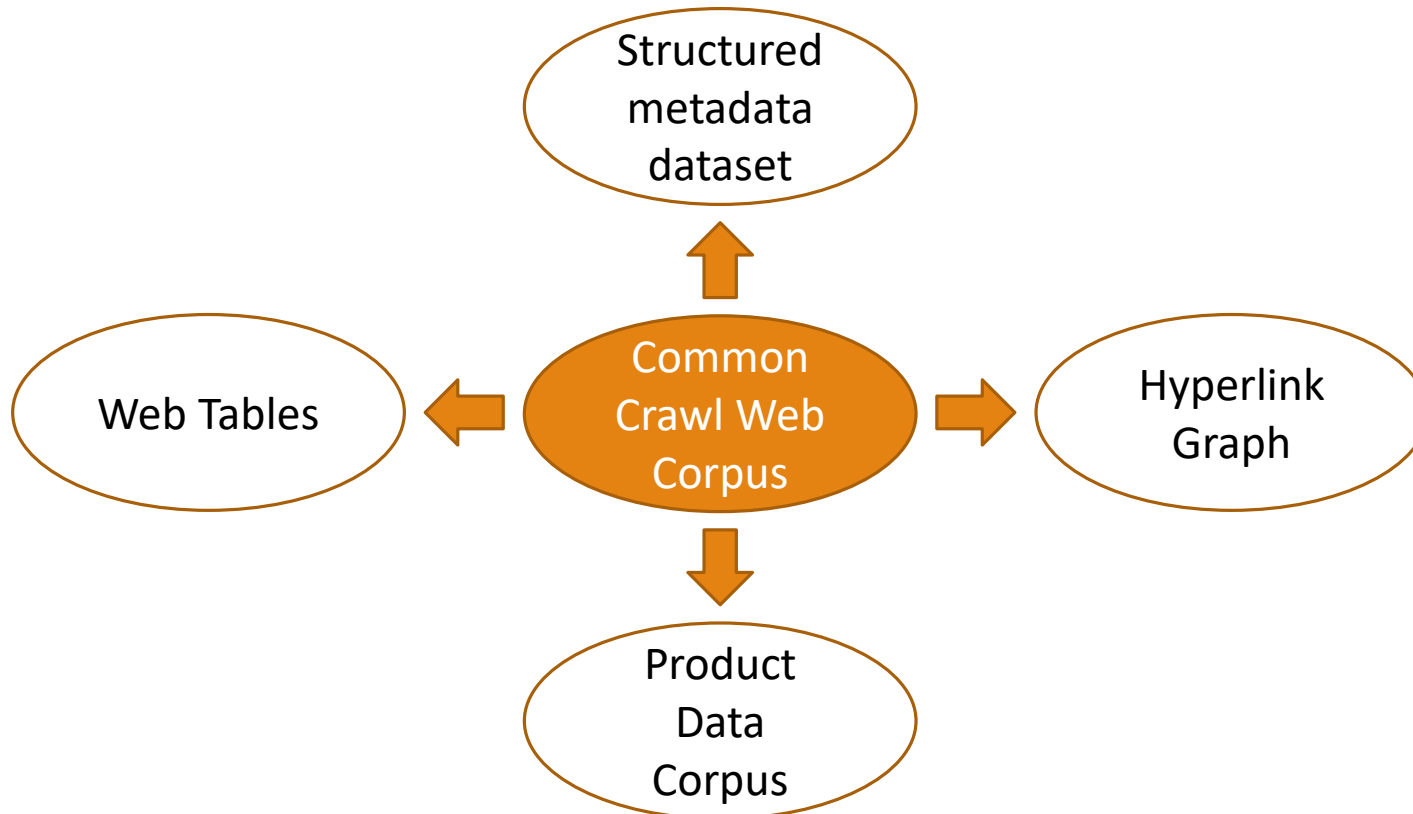 Structured
metadata
dataset
Web Tables
Common
Crawl Web
Corpus
Hyperlink
Graph
Product
Data
Corpus